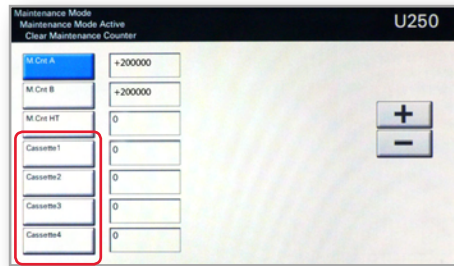 Maintenance Mode
Maintenance Mode Active
Clear Maintenance Counter
U250
M.Cnt A +200000
M.Cnt B +200000
M.Cnt HT 0
Cassette1 0
Cassette2 0
Cassette3 0
Cassette4 0
+
−